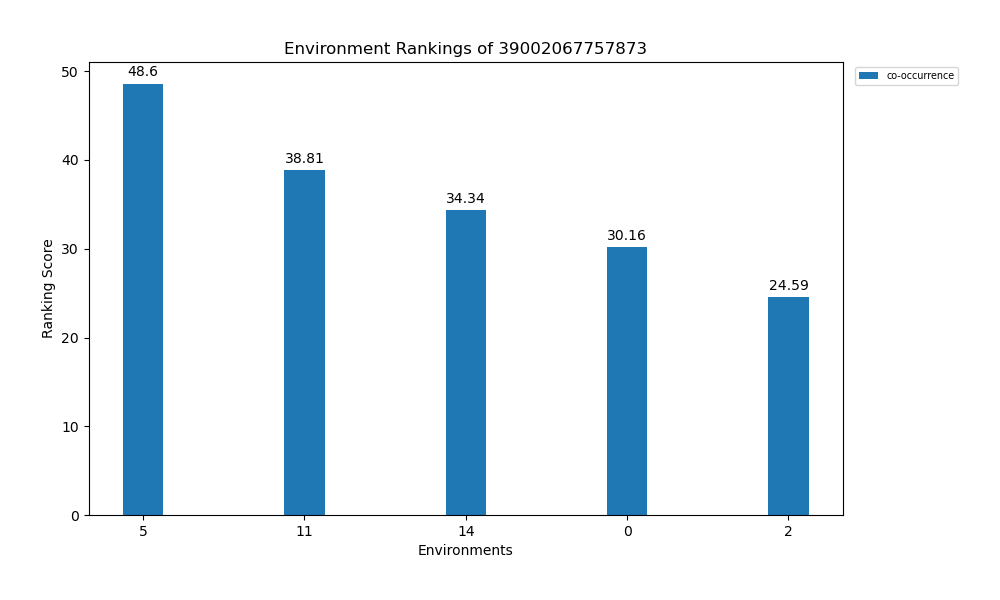 Environment Rankings of 39002067757873
co-occurrence
Ranking Score
50
40
30
20
10
0
48.6
38.81
34.34
30.16
24.59
5 11 14 0 2
Environments